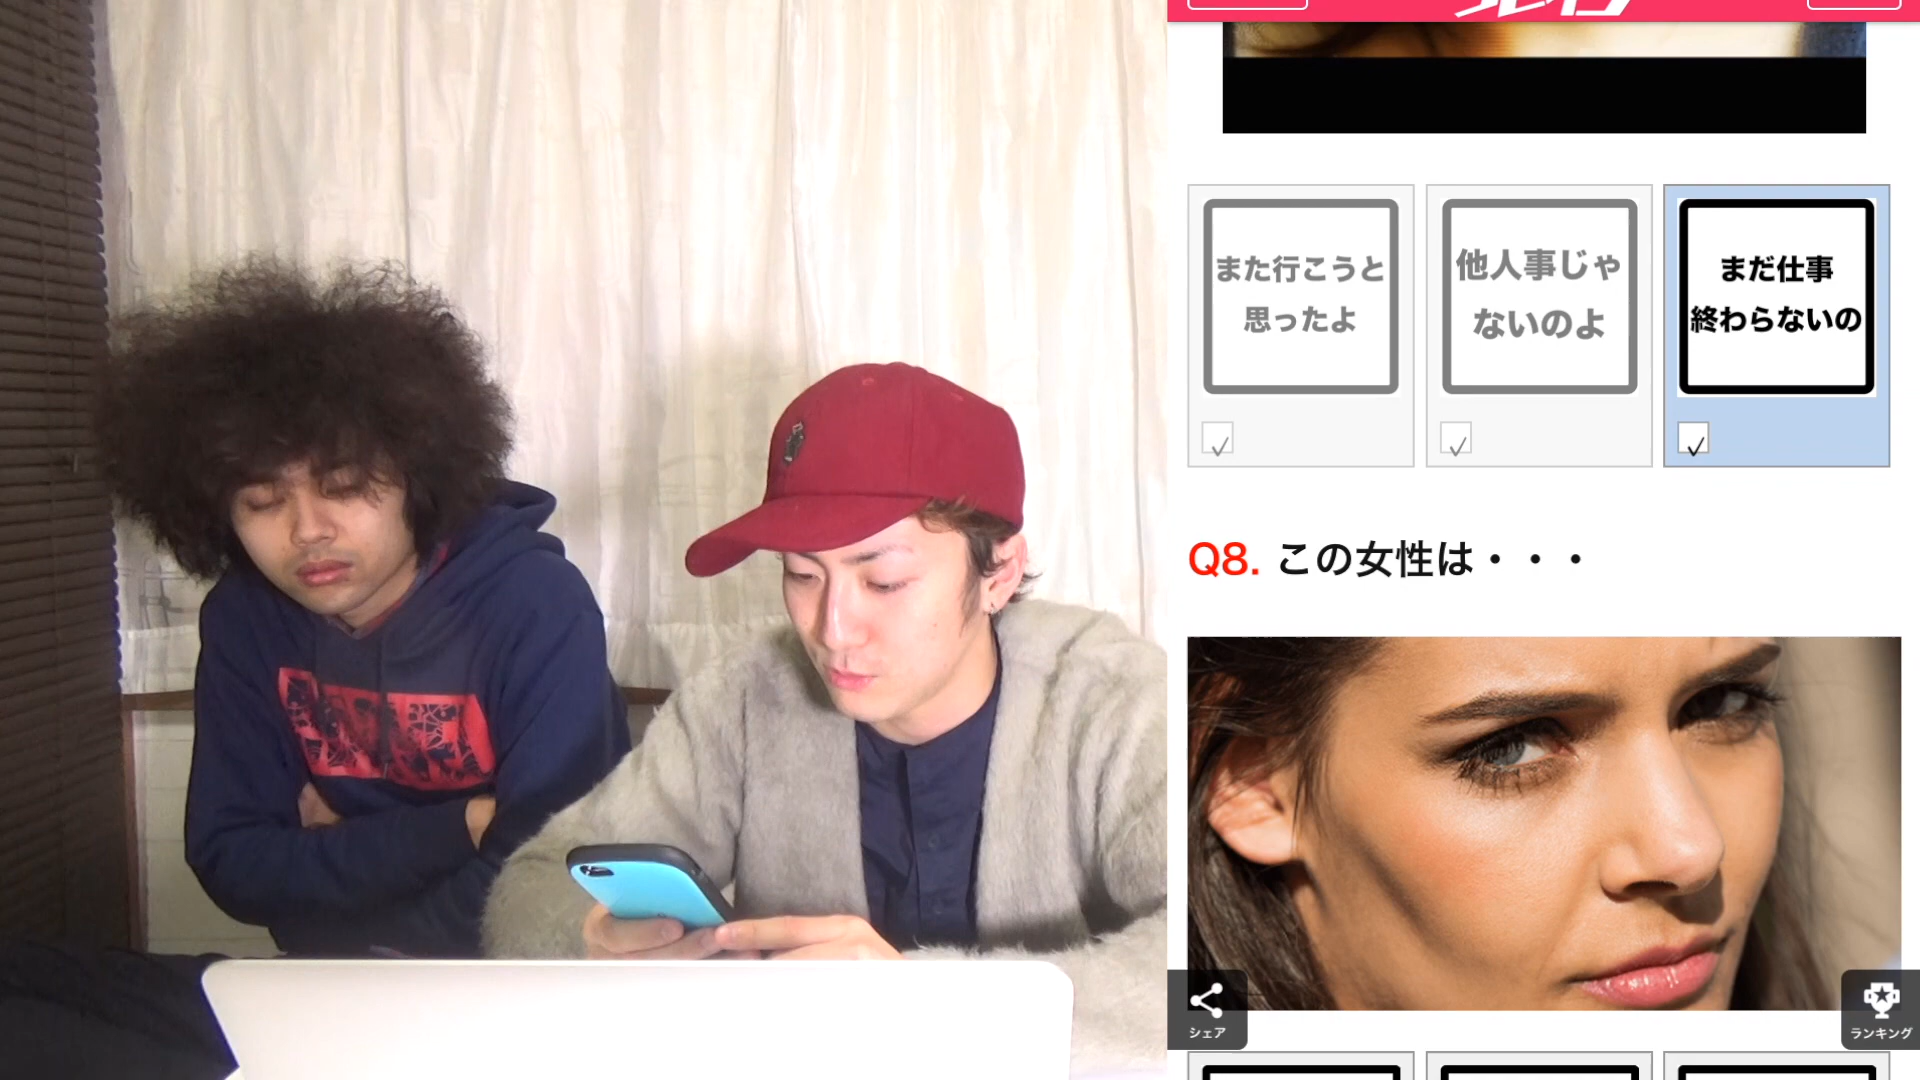 また行こうと
思ったよ
他人事じゃ
ないのよ
まだ仕事
終わらないの
Q8. この女性は・・・
シェア
ランキング